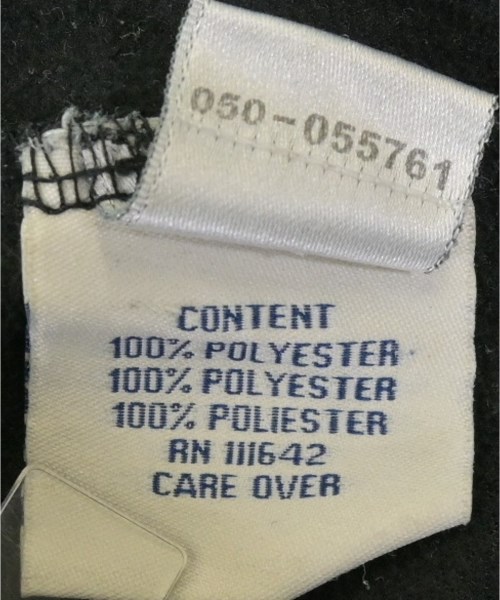 050-055761
CONTENT
100% POLYESTER
100% POLYESTER
100% POLIESTER
RN 111642
CARE OVER